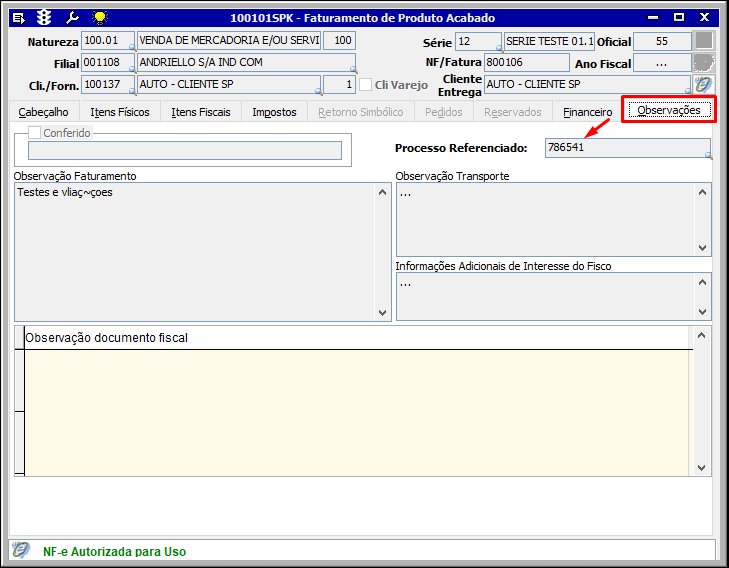 100101SPK - Faturamento de Produto Acabado
Natureza 100.01 VENDA DE MERCADORIA E/OU SERVI 100 Série 12 SERIE TESTE 01.1 Oficial 55
Filial 001108 ANDRIELLO S/A IND COM NF/Fatura 800106 Ano Fiscal ...
Cli./Forn. 100137 AUTO - CLIENTE SP 1 Cli Varejo Cliente Entrega AUTO - CLIENTE SP
Cabeçalho Itens Físicos Itens Fiscais Impostos Retorno Simbólico Pedidos Reservados Financeiro Observações
Conferido
Processo Referenciado: 786541
Observação Faturamento
Testes e vliaç~çoes
Observação Transporte
...
Informações Adicionais de Interesse do Fisco
...
Observação documento fiscal
NF-e Autorizada para Uso